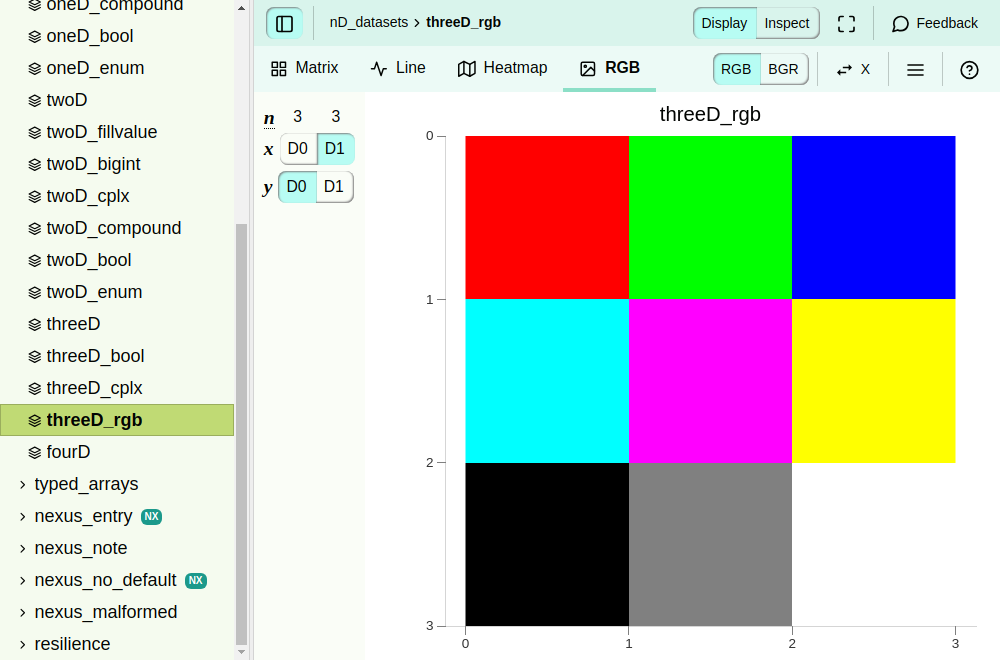 oneD_compound
oneD_bool
oneD_enum
twoD
twoD_fillvalue
twoD_bigint
twoD_cplx
twoD_compound
twoD_bool
twoD_enum
threeD
threeD_bool
threeD_cplx
threeD_rgb
fourD
typed_arrays
nexus_entry NX
nexus_note
nexus_no_default NX
nexus_malformed
resilience
nD_datasets › threeD_rgb
Display Inspect
Feedback
Matrix Line Heatmap RGB
RGB BGR
X
n 3 3
x D0 D1
y D0 D1
threeD_rgb
0
1
2
3
0 1 2 3